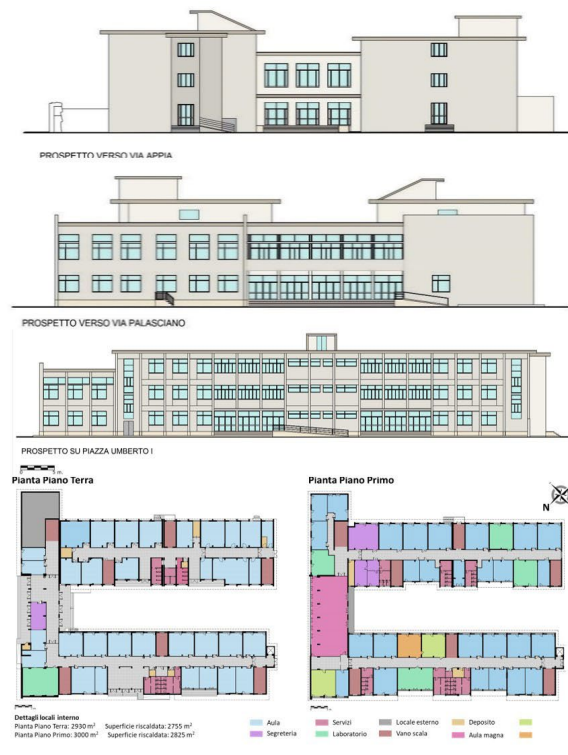 PROSPETTO VERSO VIA APPIA
PROSPETTO VERSO VIA PALASCIANO
PROSPETTO SU PIAZZA UMBERTO I
0 5 m.
Pianta Piano Terra
Pianta Piano Primo
N
Dettagli locali interno
Pianta Piano Terra: 2930 m² Superficie riscaldata: 2755 m²
Pianta Piano Primo: 3000 m² Superficie riscaldata: 2825 m²
Aula Servizi Locale esterno Deposito
Segreteria Laboratorio Vano scala Aula magna